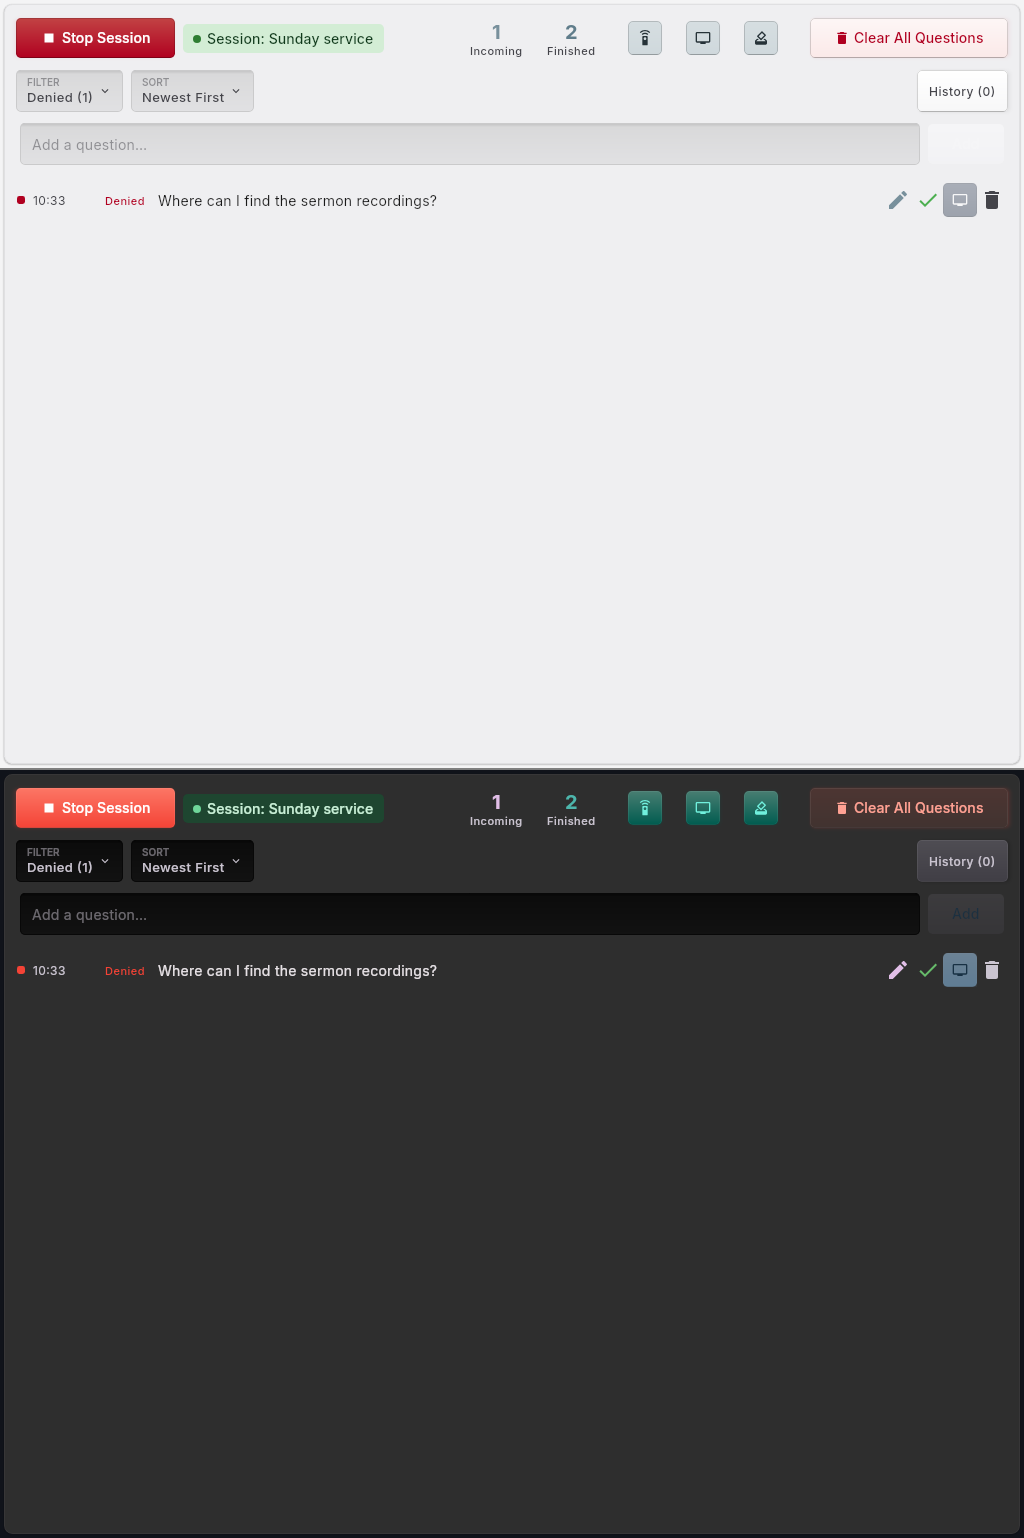 Stop Session
Session: Sunday service
1
Incoming
2
Finished
Clear All Questions
FILTER
Denied (1)
SORT
Newest First
History (0)
Add a question...
10:33
Denied
Where can I find the sermon recordings?
Stop Session
Session: Sunday service
1
Incoming
2
Finished
Clear All Questions
FILTER
Denied (1)
SORT
Newest First
History (0)
Add a question...
Add
10:33
Denied
Where can I find the sermon recordings?